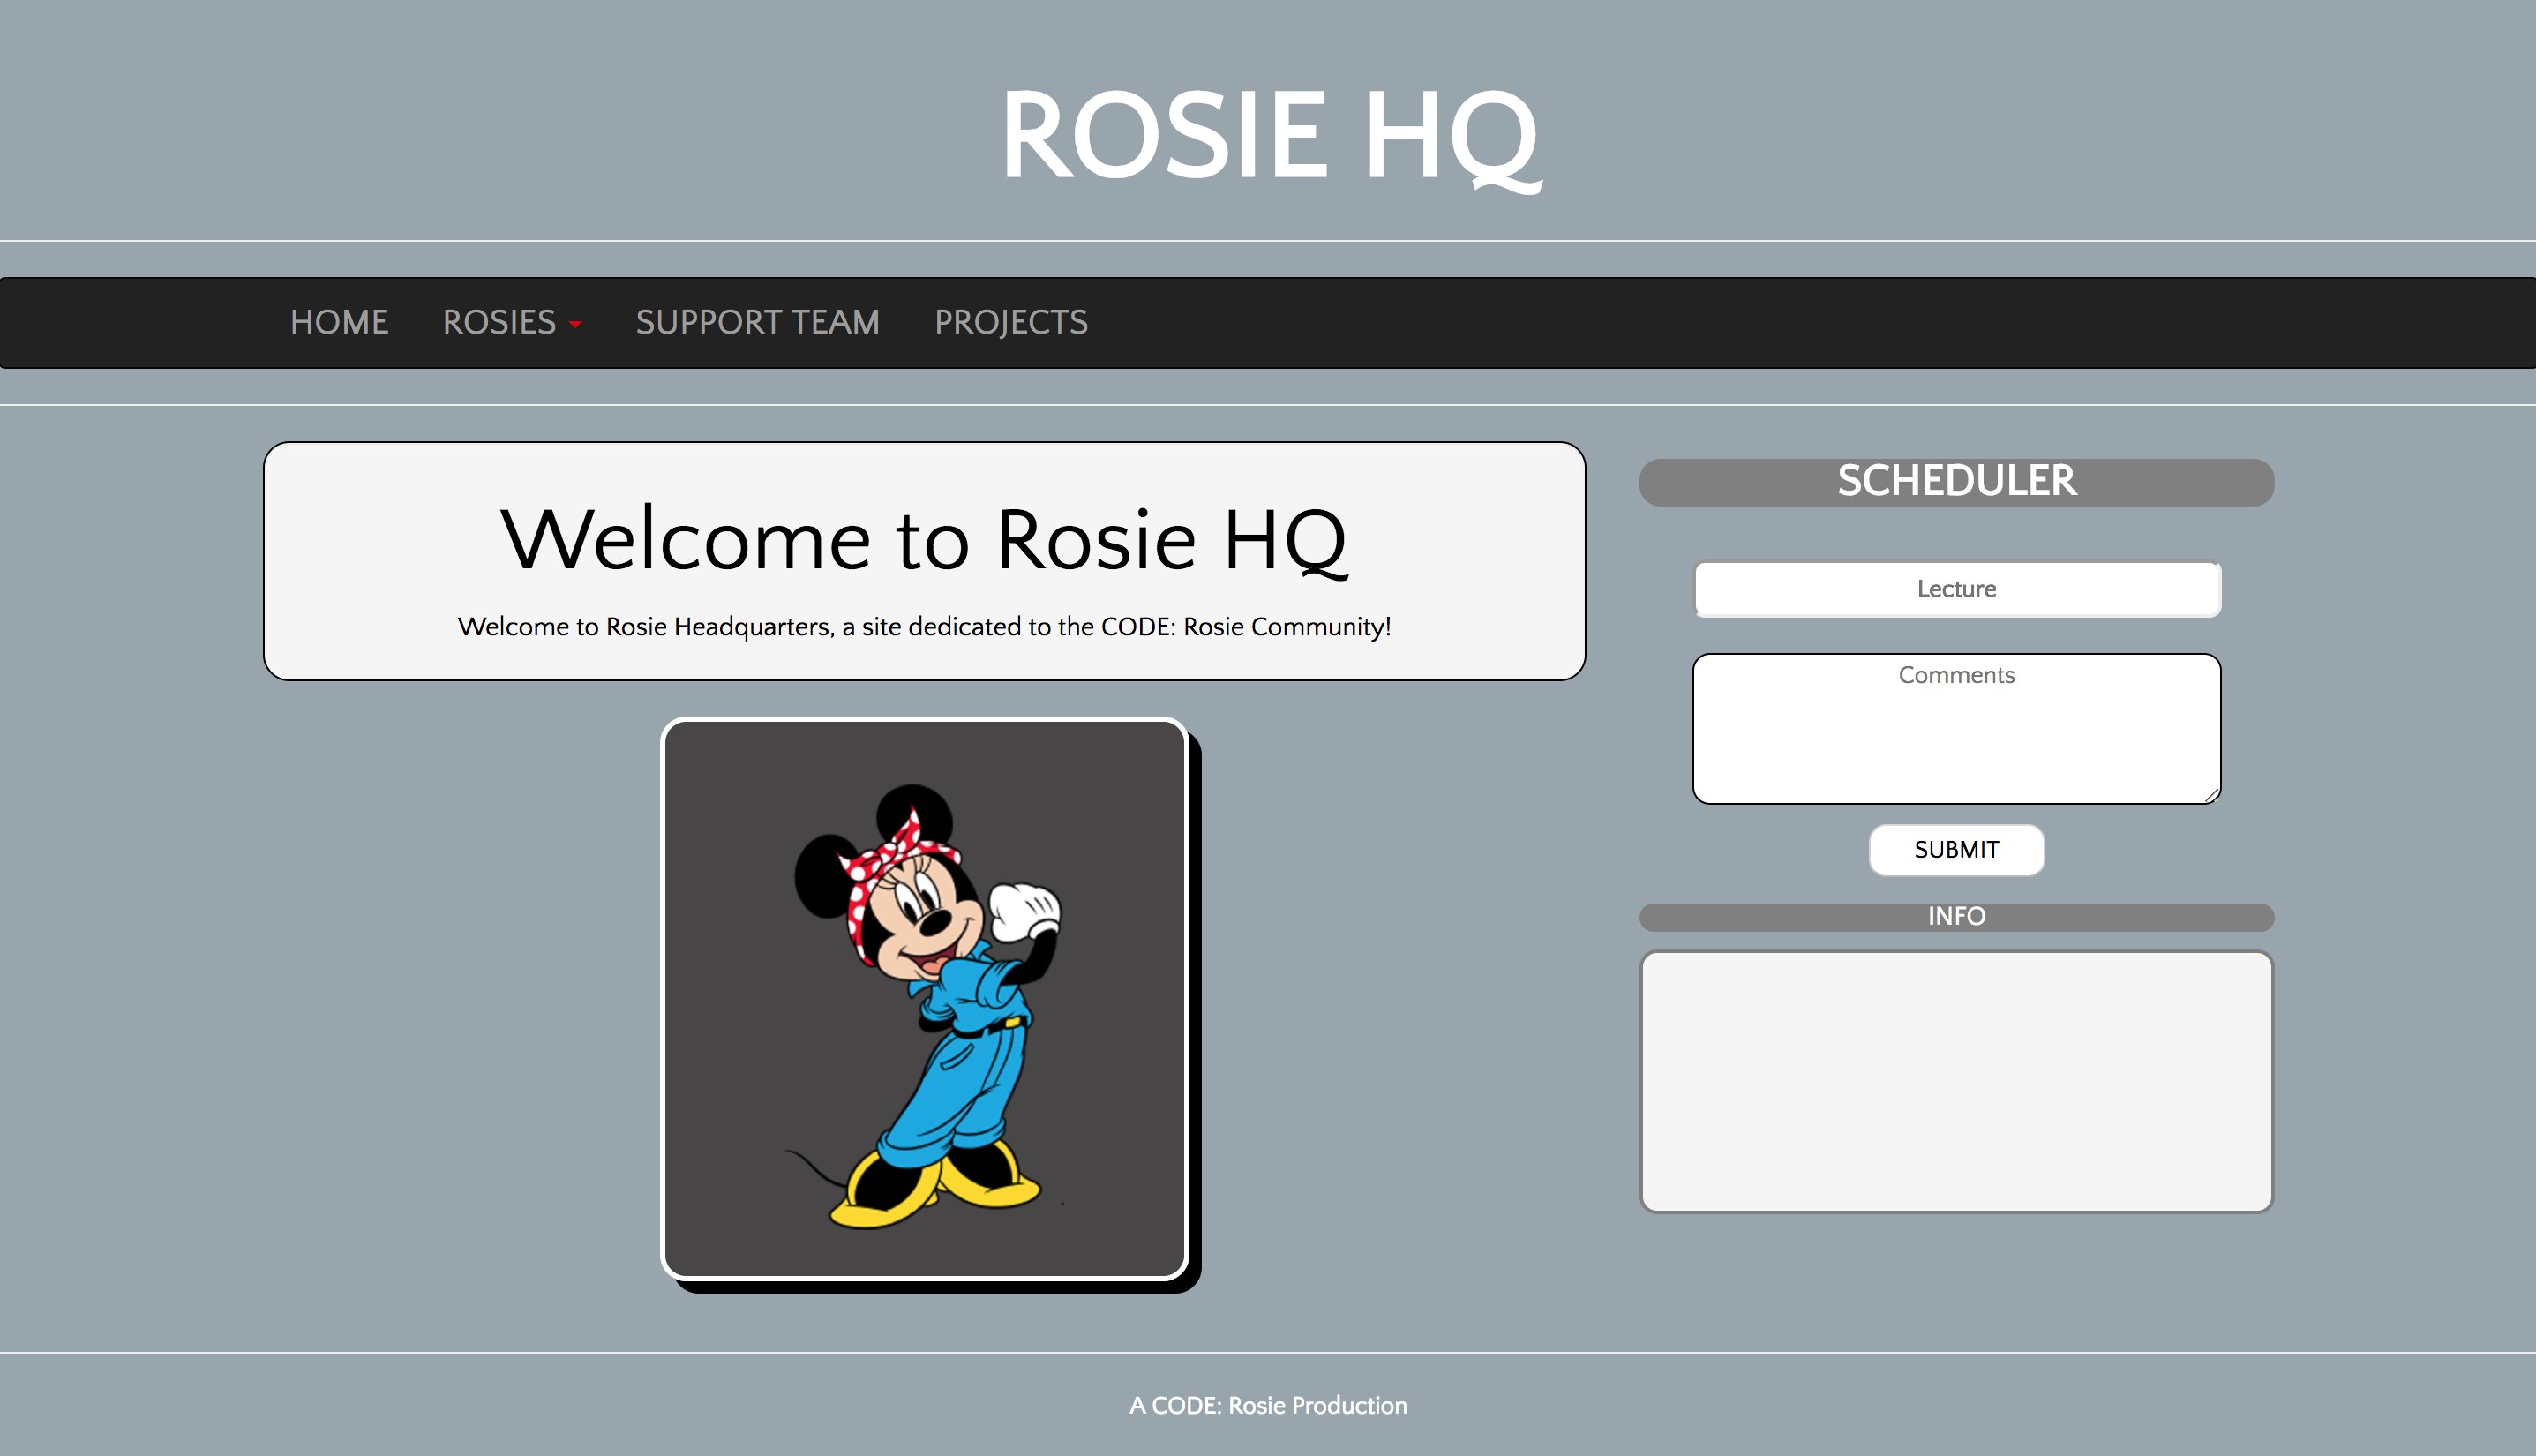 ROSIE HQ
HOME ROSIES SUPPORT TEAM PROJECTS
Welcome to Rosie HQ
Welcome to Rosie Headquarters, a site dedicated to the CODE: Rosie Community!
SCHEDULER
Lecture
Comments
SUBMIT
INFO
A CODE: Rosie Production